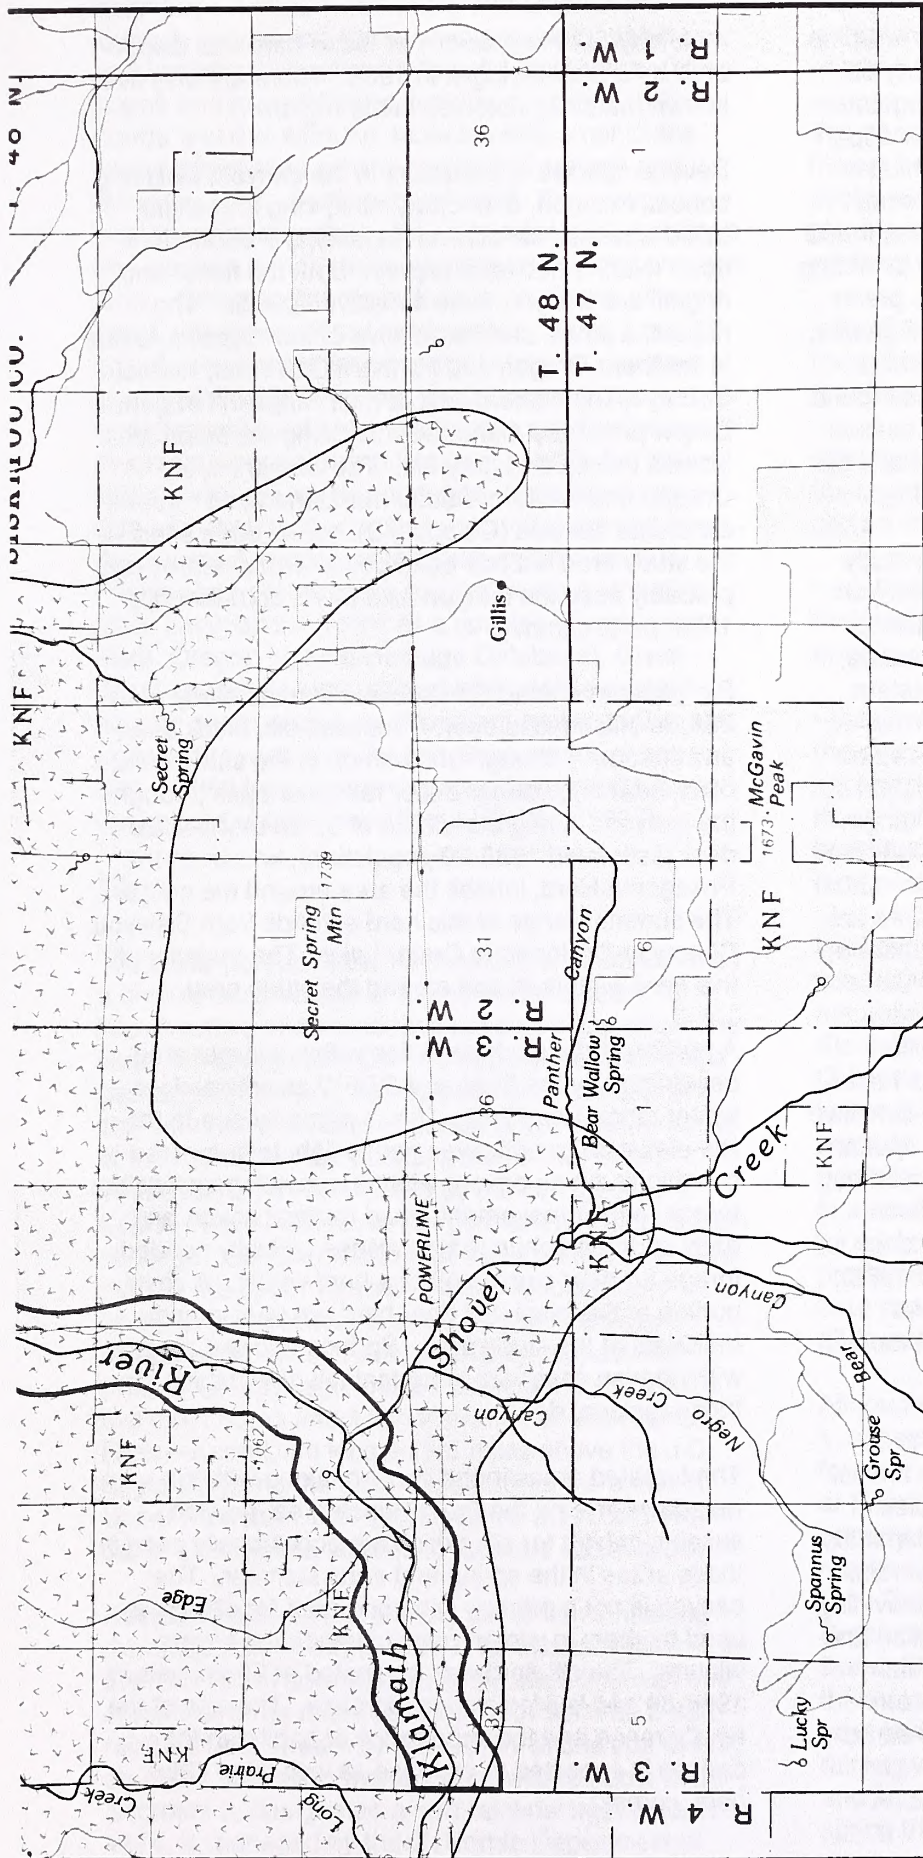 T. 48 N.
SISKIYOU CO.
R. 1 W.
R. 2 W.
36
1
T. 48 N.
T. 47 N.
KNF
KNF
Gillis
Secret
Spring
1673 McGavin
Peak
KNF
1739
Secret Spring
Mtn
31
6
R. 2 W.
R. 3 W.
Panther Canyon
Bear Wallow
Spring
36
1
KNF
Creek
POWERLINE
Shovel
KNF
Canyon
Bear
River
KNF
1062
19
Canyon
Negro
Creek
Grouse
Spr
Edge
KNF
Klamath
Spannus
Spring
32
5
KNF
Prairie
Creek
Long
Lucky
Spr
R. 3 W
R. 4 W.